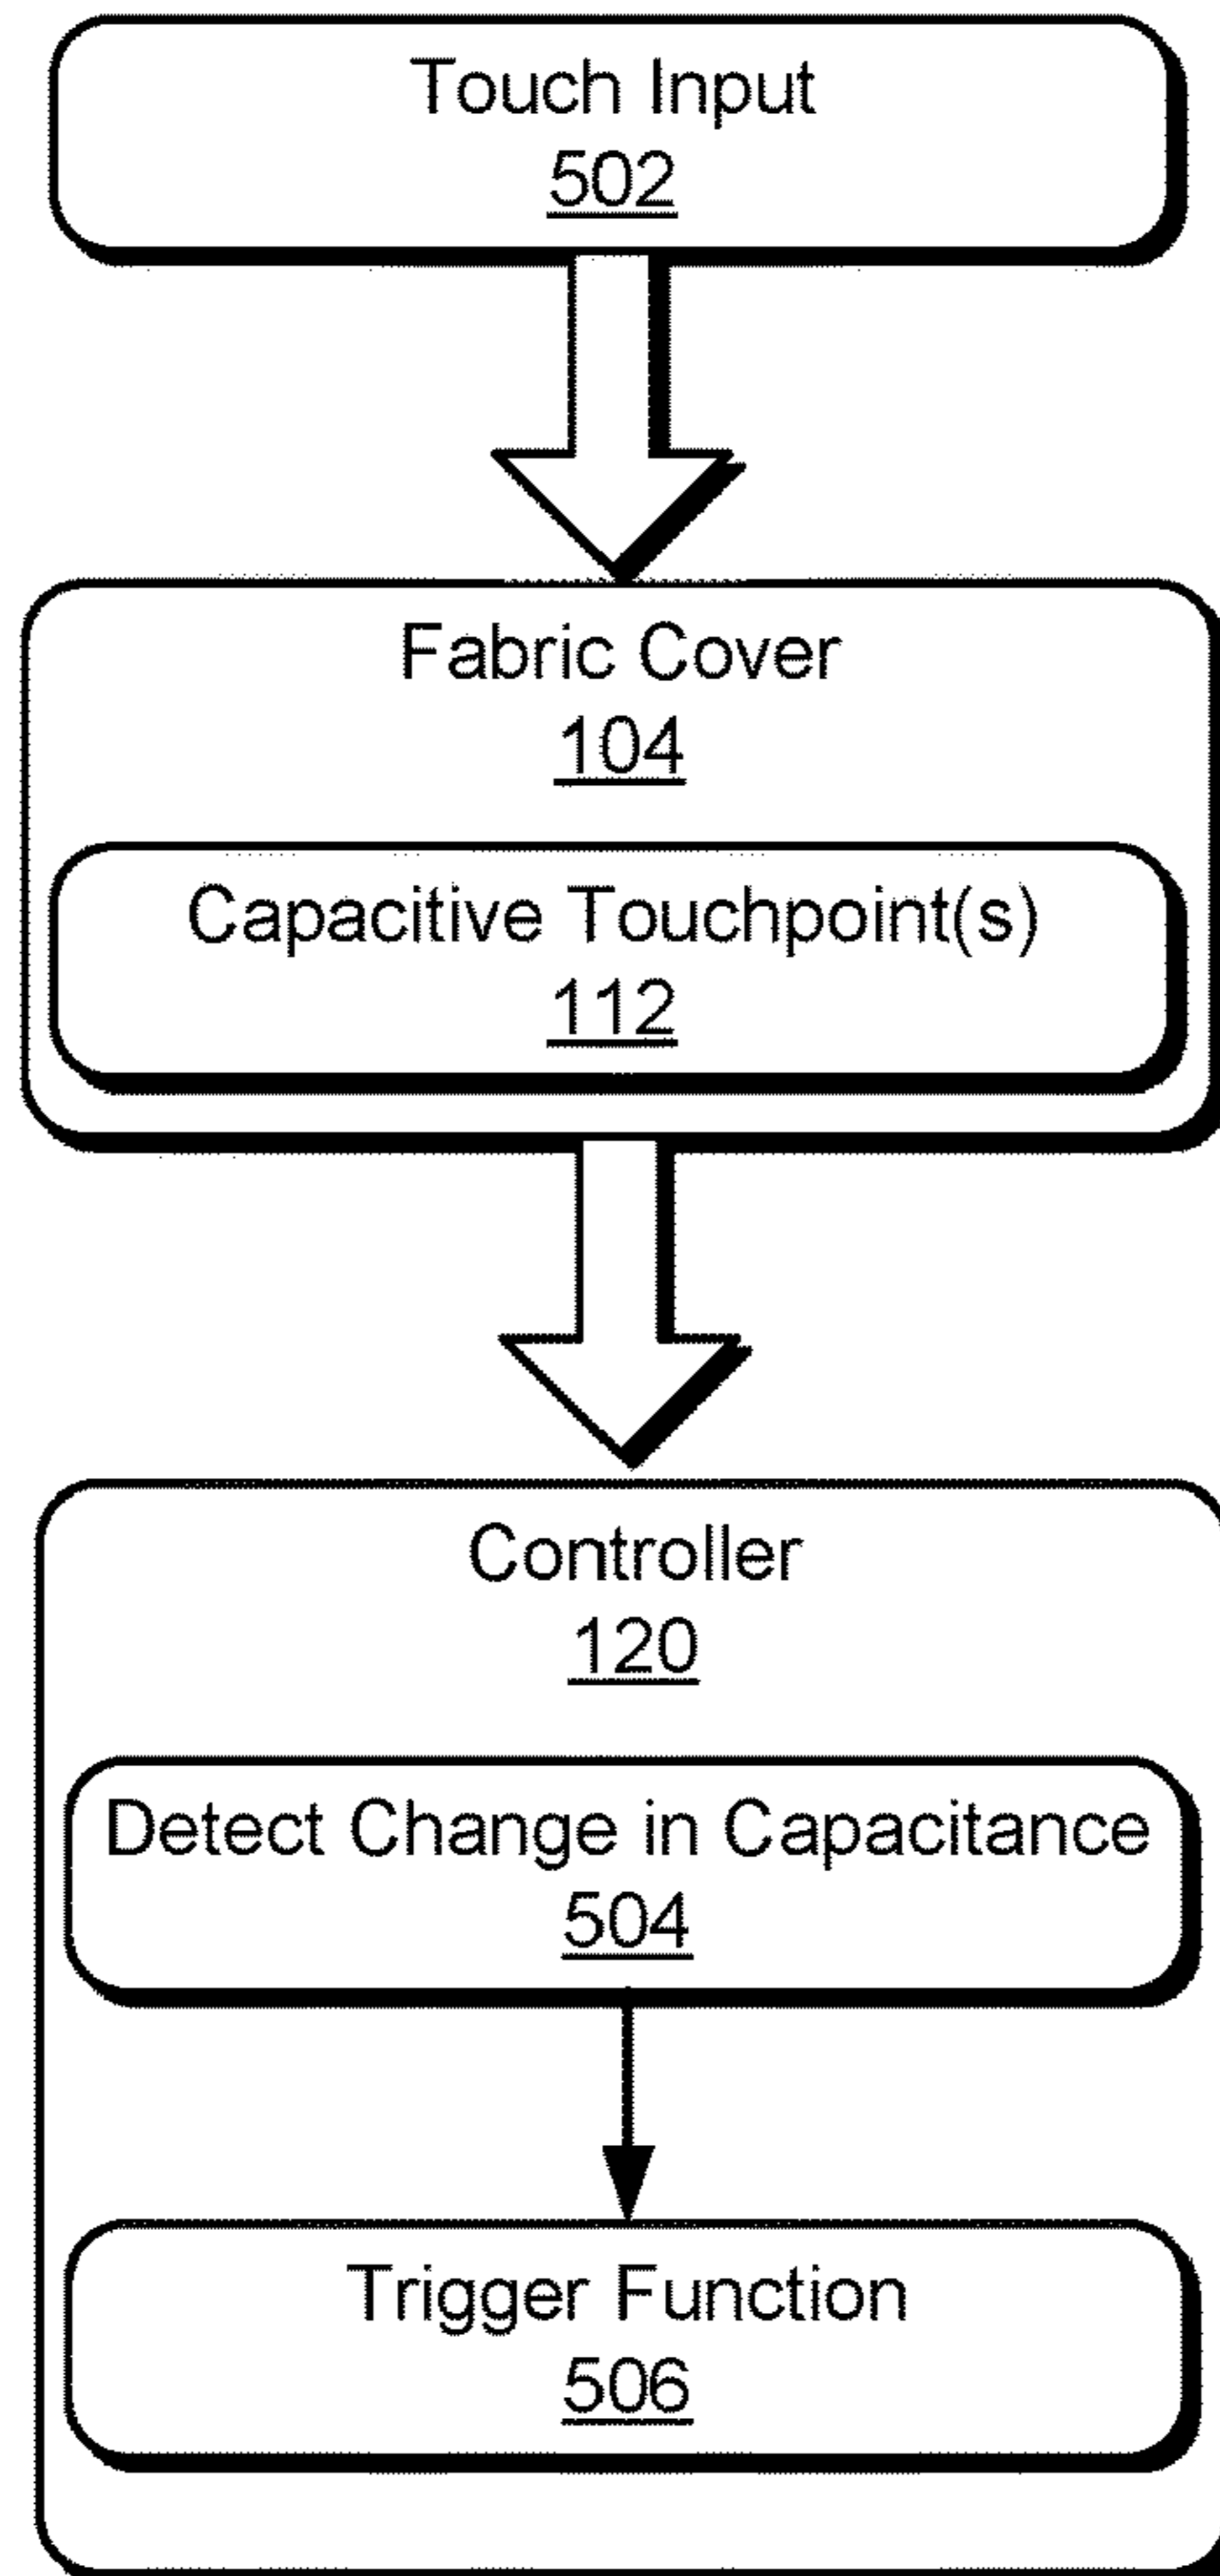 Touch Input
502
Fabric Cover
104
Capacitive Touchpoint(s)
112
Controller
120
Detect Change in Capacitance
504
Trigger Function
506